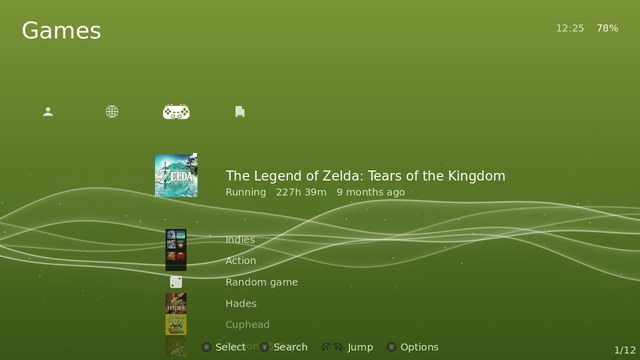 Games
12:25 78%
The Legend of Zelda: Tears of the Kingdom
Running 227h 39m 9 months ago
ZELDA
Indies
Action
Random game
Hades
Cuphead
Select Search Jump Options
1/12